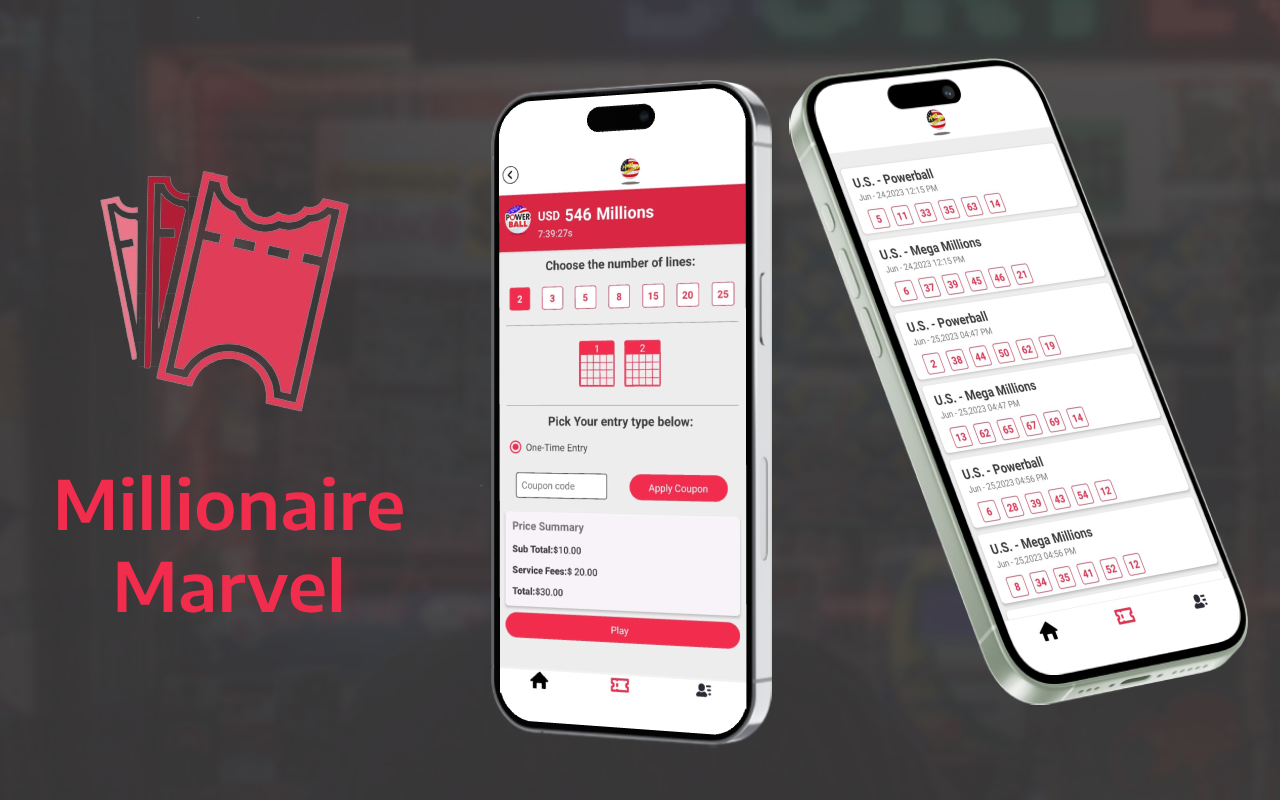 Millionaire
Marvel
POWER
BALL
USD 546 Millions
7:39:27s
Choose the number of lines:
2 3 5 8 15 20 25
1 2
Pick Your entry type below:
One-Time Entry
Coupon code
Apply Coupon
Price Summary
Sub Total:$10.00
Service Fees:$ 20.00
Total:$30.00
Play
U.S. - Powerball
Jun - 24,2023 12:15 PM
5 11 33 35 63 14
U.S. - Mega Millions
Jun - 24,2023 12:15 PM
6 37 39 45 46 21
U.S. - Powerball
Jun - 25,2023 04:47 PM
2 38 44 50 62 19
U.S. - Mega Millions
Jun - 25,2023 04:47 PM
13 62 65 67 69 14
U.S. - Powerball
Jun - 25,2023 04:56 PM
6 28 39 43 54 12
U.S. - Mega Millions
Jun - 25,2023 04:56 PM
8 34 35 41 52 12